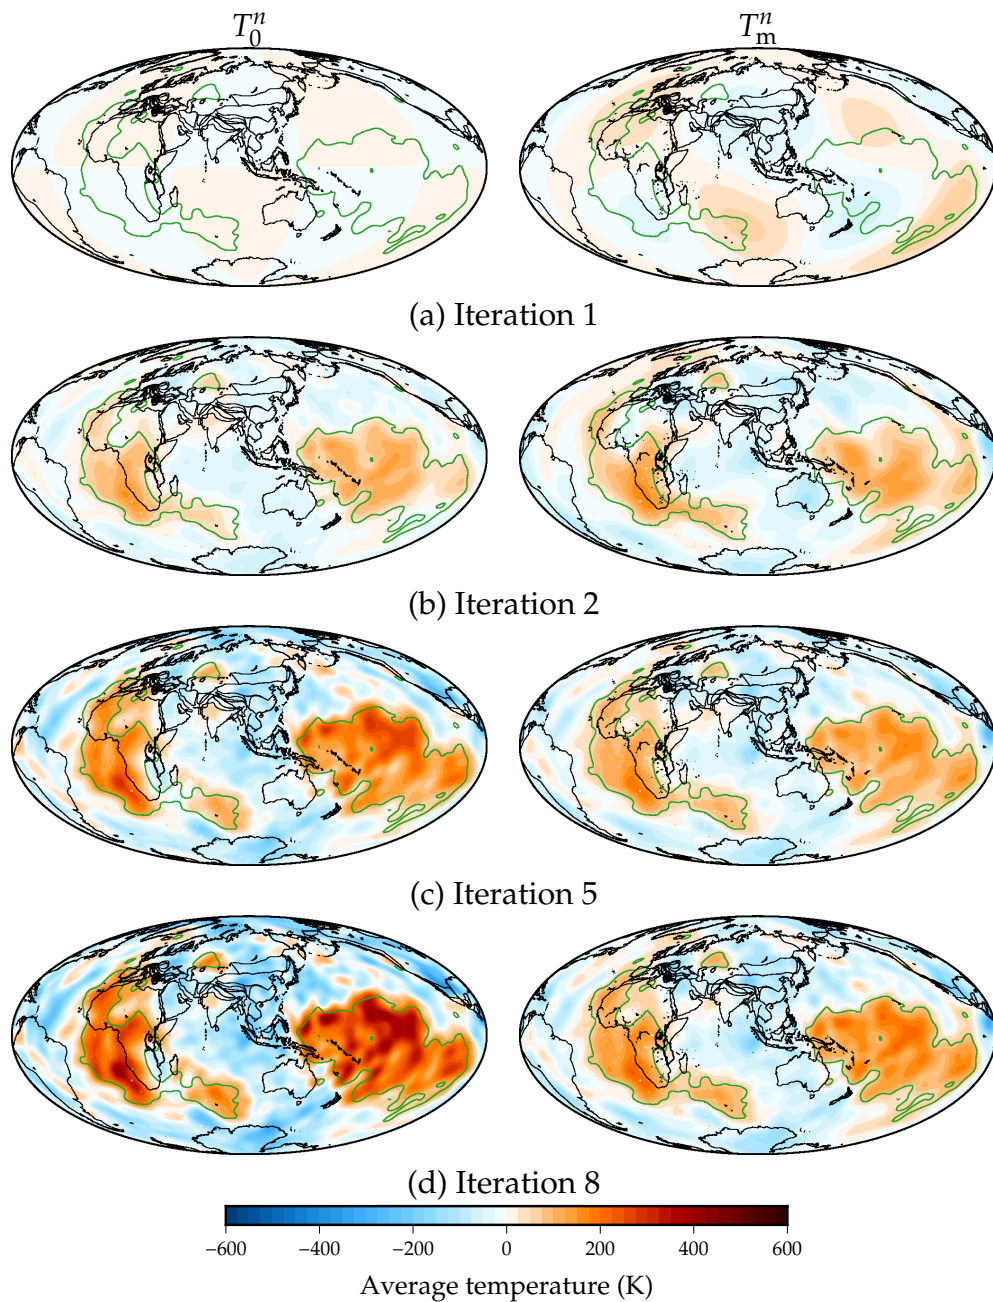 T_0^n T_m^n
(a) Iteration 1
(b) Iteration 2
(c) Iteration 5
(d) Iteration 8
−600 −400 −200 0 200 400 600
Average temperature (K)